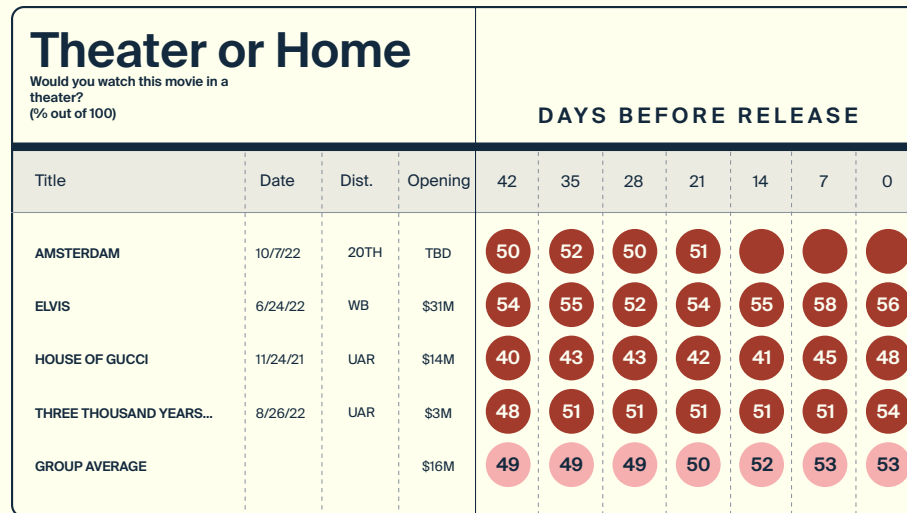 Theater or Home
Would you watch this movie in a
theater?
(% out of 100)
DAYS BEFORE RELEASE
Title Date Dist. Opening 42 35 28 21 14 7 0
AMSTERDAM 10/7/22 20TH TBD 50 52 50 51
ELVIS 6/24/22 WB $31M 54 55 52 54 55 58 56
HOUSE OF GUCCI 11/24/21 UAR $14M 40 43 43 42 41 45 48
THREE THOUSAND YEARS... 8/26/22 UAR $3M 48 51 51 51 51 51 54
GROUP AVERAGE $16M 49 49 49 50 52 53 53